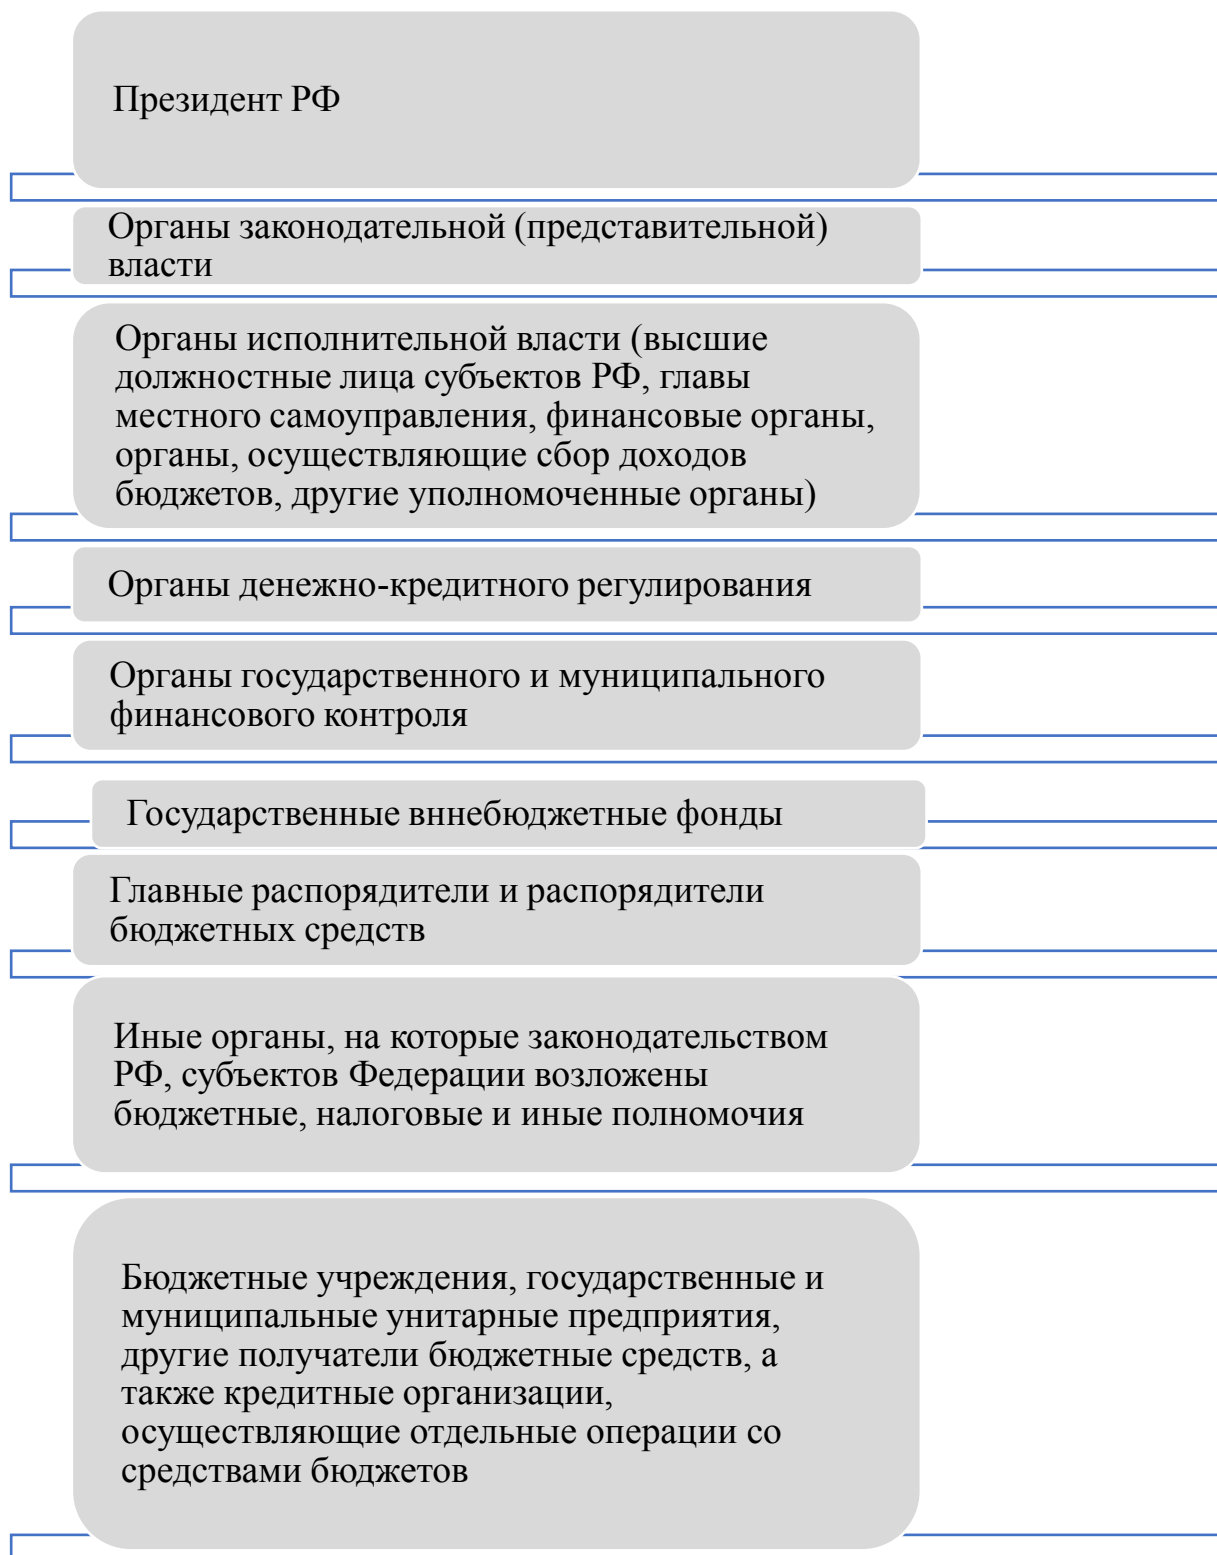 Президент РФ
Органы законодательной (представительной)
власти
Органы исполнительной власти (высшие
должностные лица субъектов РФ, главы
местного самоуправления, финансовые органы,
органы, осуществляющие сбор доходов
бюджетов, другие уполномоченные органы)
Органы денежно-кредитного регулирования
Органы государственного и муниципального
финансового контроля
Государственные вннебюджетные фонды
Главные распорядители и распорядители
бюджетных средств
Иные органы, на которые законодательством
РФ, субъектов Федерации возложены
бюджетные, налоговые и иные полномочия
Бюджетные учреждения, государственные и
муниципальные унитарные предприятия,
другие получатели бюджетные средств, а
также кредитные организации,
осуществляющие отдельные операции со
средствами бюджетов